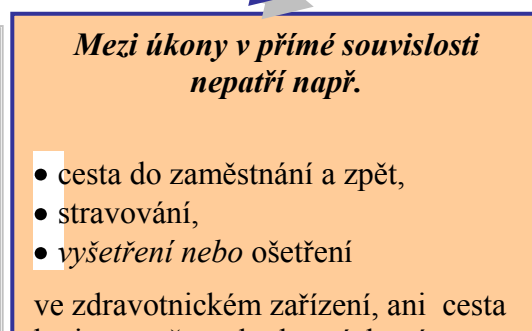 Mezi úkony v přímé souvislosti
nepatří např.
• cesta do zaměstnání a zpět,
• stravování,
• vyšetření nebo ošetření
ve zdravotnickém zařízení, ani cesta